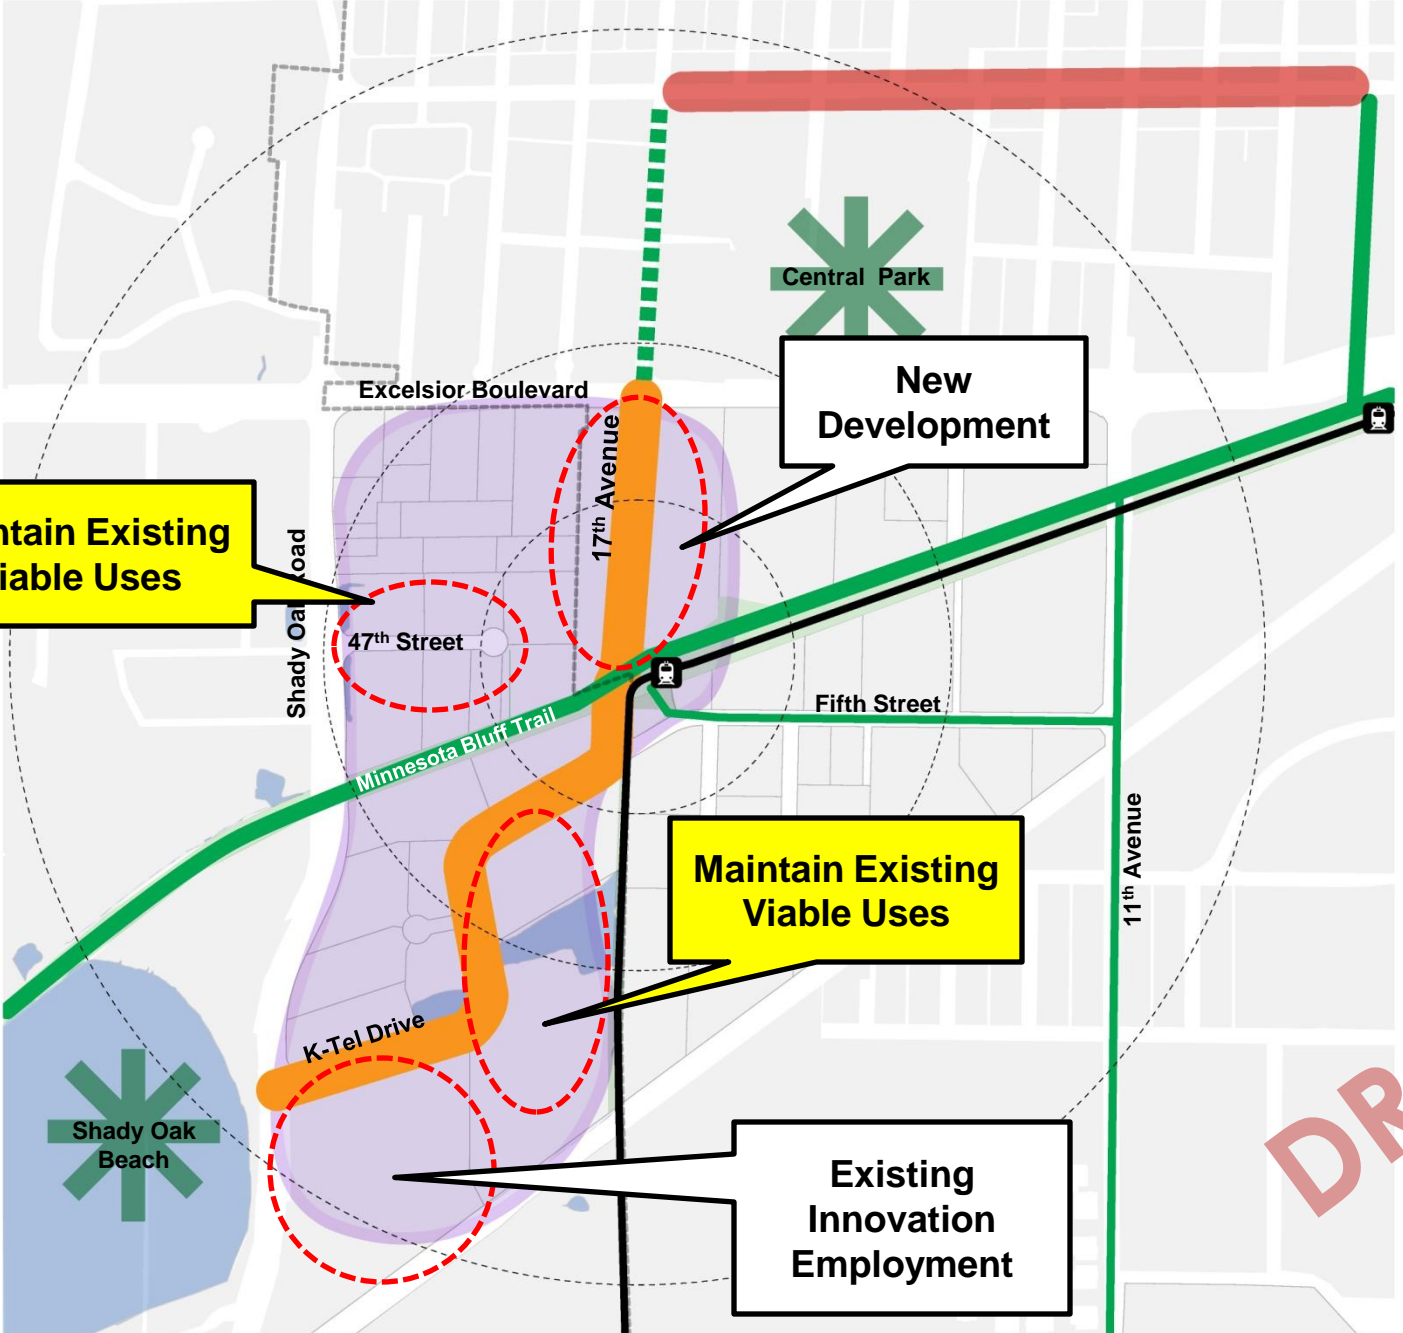 Central Park
New
Development
Excelsior Boulevard
17th Avenue
ntain Existing
iable Uses
Shady Oak Road
47th Street
Fifth Street
Minnesota Bluff Trail
11th Avenue
Maintain Existing
Viable Uses
K-Tel Drive
Shady Oak
Beach
Existing
Innovation
Employment
DR